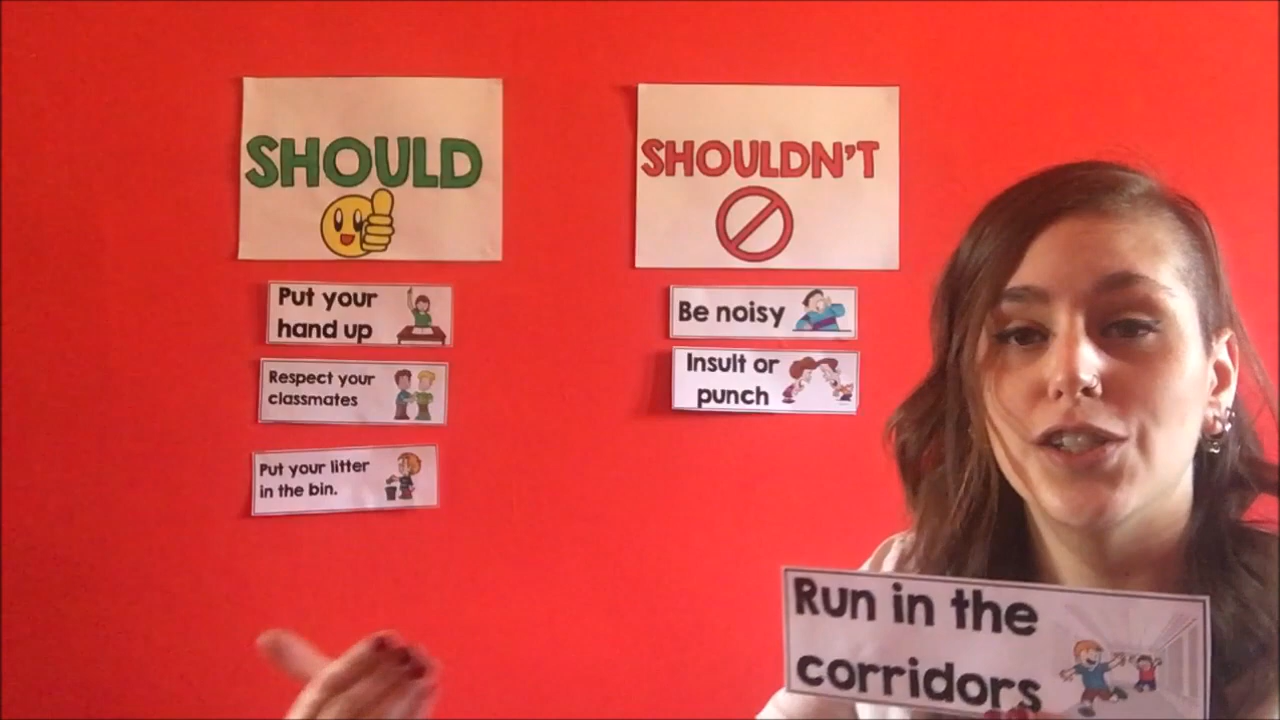 SHOULD
Put your
hand up
Respect your
classmates
Put your litter
in the bin.
SHOULDN'T
Be noisy
Insult or
punch
Run in the
corridors